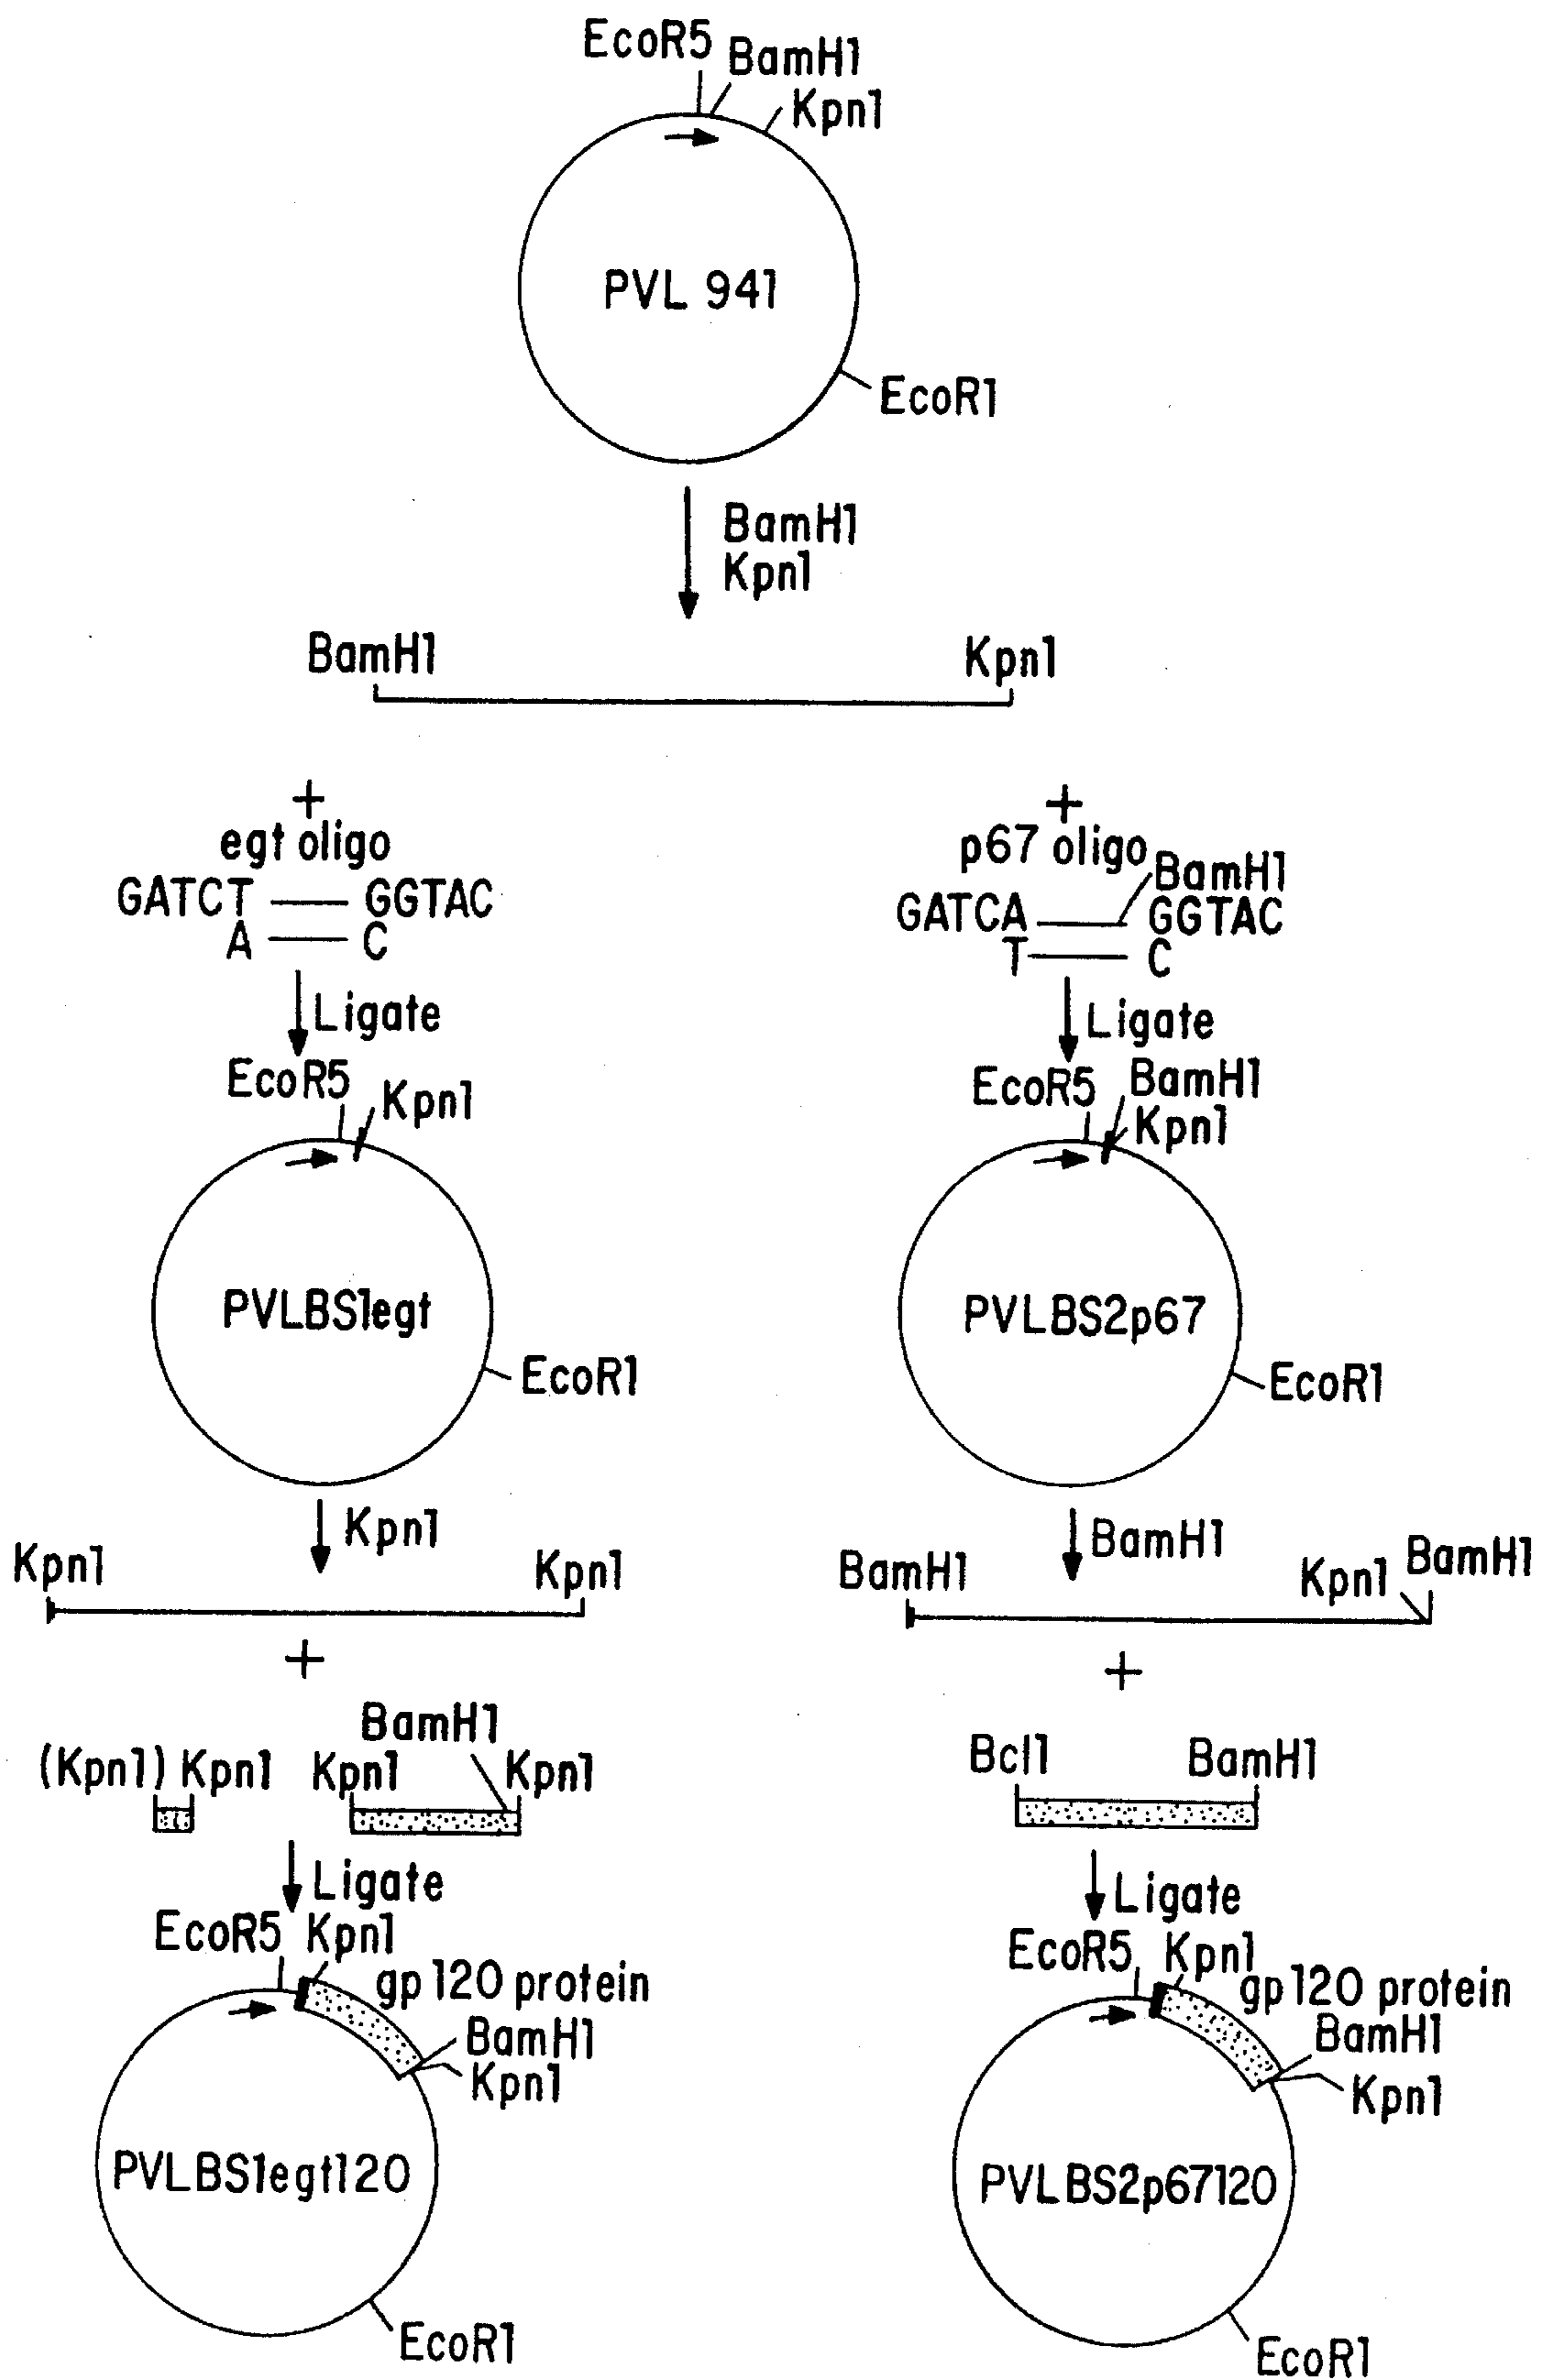 EcoR5
BamH1
Kpn1
PVL 941
EcoR1
BamH1
Kpn1
BamH1
Kpn1
+
egt oligo
GATCT GGTAC
A C
Ligate
EcoR5
Kpn1
PVLBS1egt
EcoR1
Kpn1
Kpn1
Kpn1
+
(Kpn1) Kpn1
Kpn1
BamH1
Kpn1
Ligate
EcoR5 Kpn1
gp 120 protein
BamH1
Kpn1
PVLBS1egt120
EcoR1
+
p67 oligo
BamH1
GATCA GGTAC
T C
Ligate
EcoR5
BamH1
Kpn1
PVLBS2p67
EcoR1
BamH1
BamH1
Kpn1
BamH1
+
Bcl1
BamH1
Ligate
EcoR5 Kpn1
gp 120 protein
BamH1
Kpn1
PVLBS2p67120
EcoR1